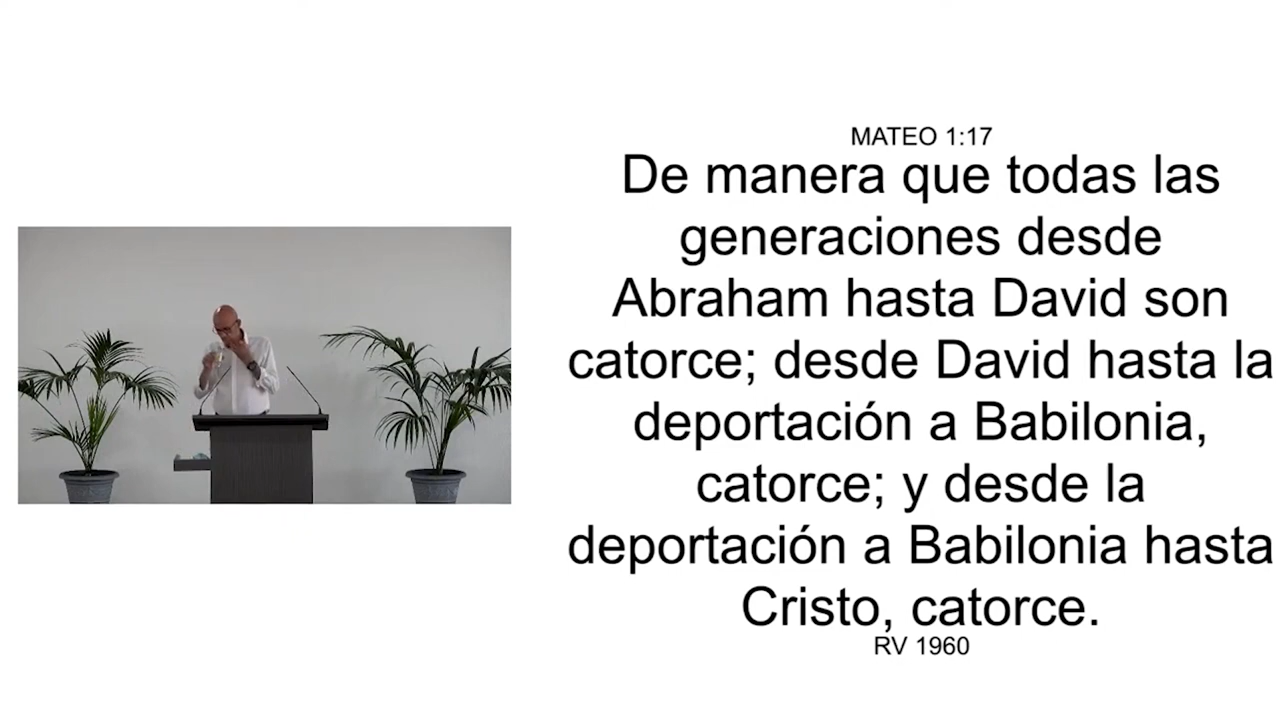 MATEO 1:17
De manera que todas las
generaciones desde
Abraham hasta David son
catorce; desde David hasta la
deportación a Babilonia,
catorce; y desde la
deportación a Babilonia hasta
Cristo, catorce.
RV 1960